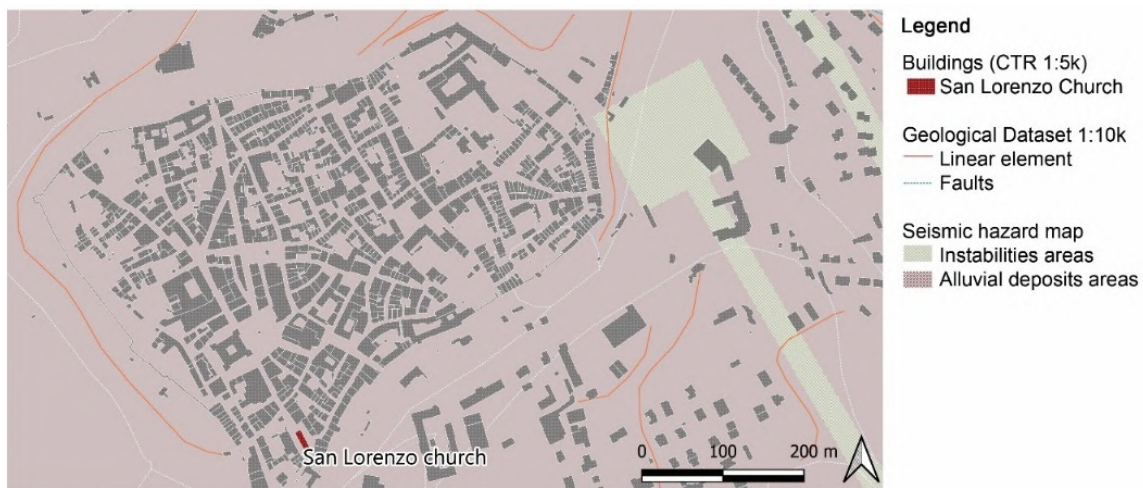 Legend
Buildings (CTR 1:5k)
San Lorenzo Church
Geological Dataset 1:10k
Linear element
Faults
Seismic hazard map
Instabilities areas
Alluvial deposits areas
San Lorenzo church
0 100 200 m